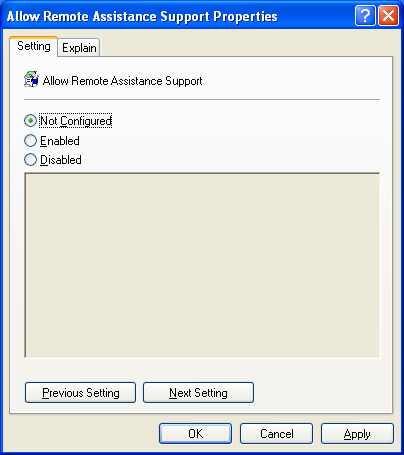 Allow Remote Assistance Support Properties
Setting Explain
Allow Remote Assistance Support
Not Configured
Enabled
Disabled
Previous Setting Next Setting
OK Cancel Apply